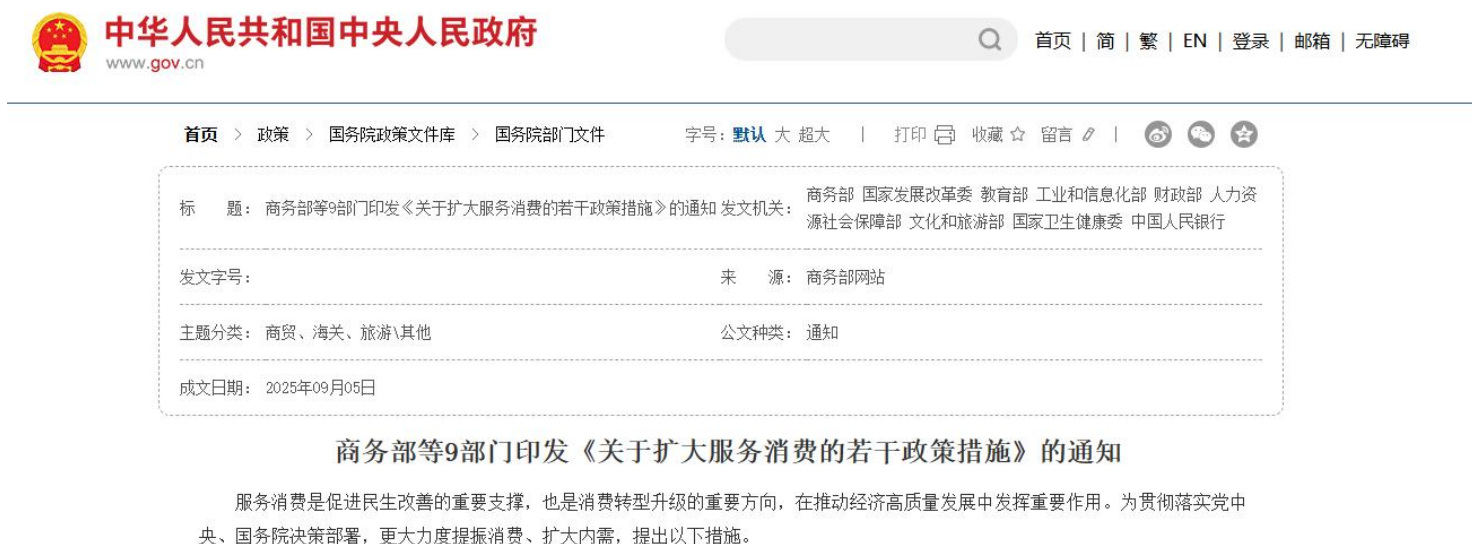 中华人民共和国中央人民政府
www.gov.cn
首页 | 简 | 繁 | EN | 登录 | 邮箱 | 无障碍
首页 > 政策 > 国务院政策文件库 > 国务院部门文件
字号：默认 大 超大 | 打印 收藏 留言 |
标 题： 商务部等9部门印发《关于扩大服务消费的若干政策措施》的通知
发文机关： 商务部 国家发展改革委 教育部 工业和信息化部 财政部 人力资
源社会保障部 文化和旅游部 国家卫生健康委 中国人民银行
发文字号：
来 源： 商务部网站
主题分类： 商贸、海关、旅游\其他
公文种类： 通知
成文日期： 2025年09月05日
商务部等9部门印发《关于扩大服务消费的若干政策措施》的通知
服务消费是促进民生改善的重要支撑，也是消费转型升级的重要方向，在推动经济高质量发展中发挥重要作用。为贯彻落实党中
央、国务院决策部署，更大力度提振消费、扩大内需，提出以下措施。